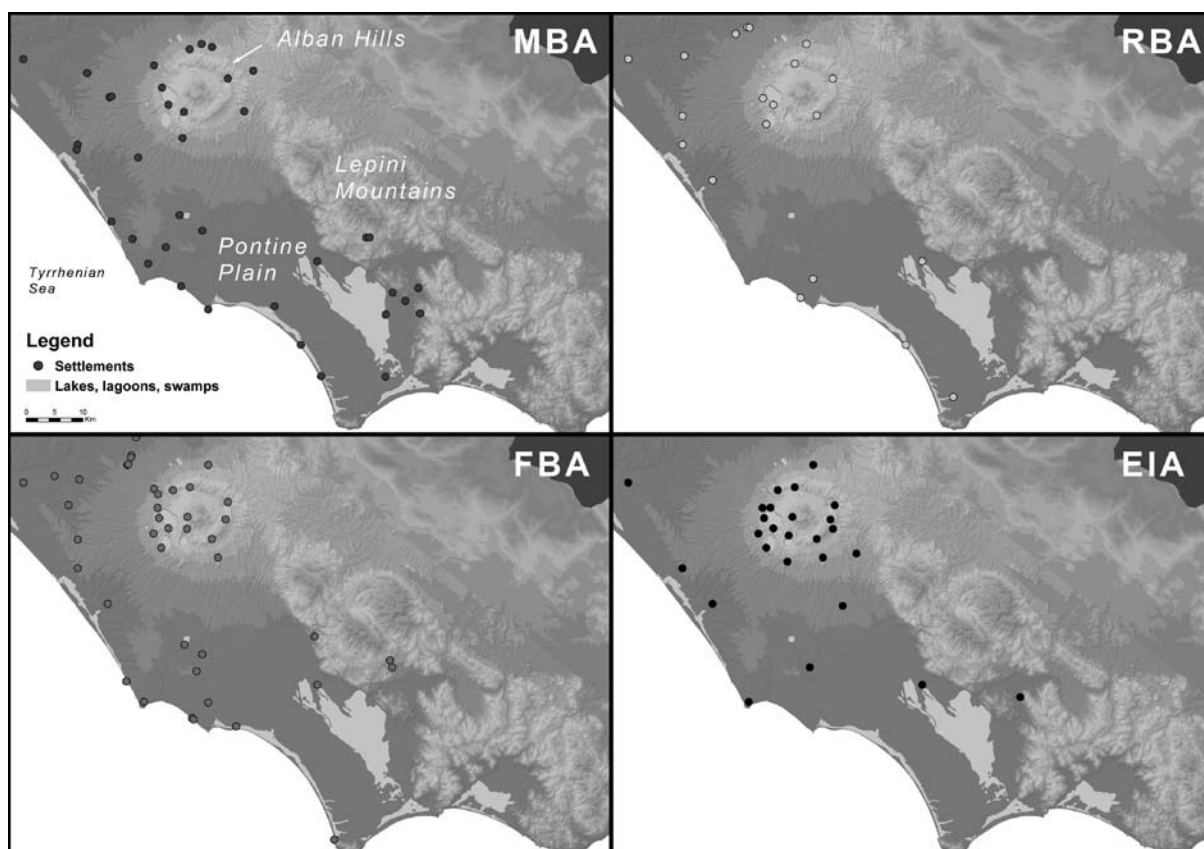 Alban Hills
MBA
RBA
Lepini
Mountains
Pontine
Plain
Tyrrhenian
Sea
Legend
Settlements
Lakes, lagoons, swamps
0 5 10
Km
FBA
EIA